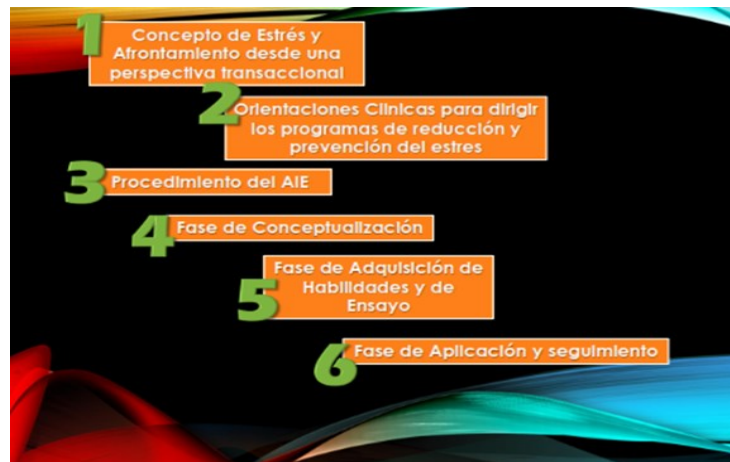 1
Concepto de Estrés y
Afrontamiento desde una
perspectiva transaccional
2
Orientaciones Clínicas para dirigir
los programas de reducción y
prevención del estres
3
Procedimiento del AIE
4
Fase de Conceptualización
5
Fase de Adquisición de
Habilidades y de
Ensayo
6
Fase de Aplicación y seguimiento